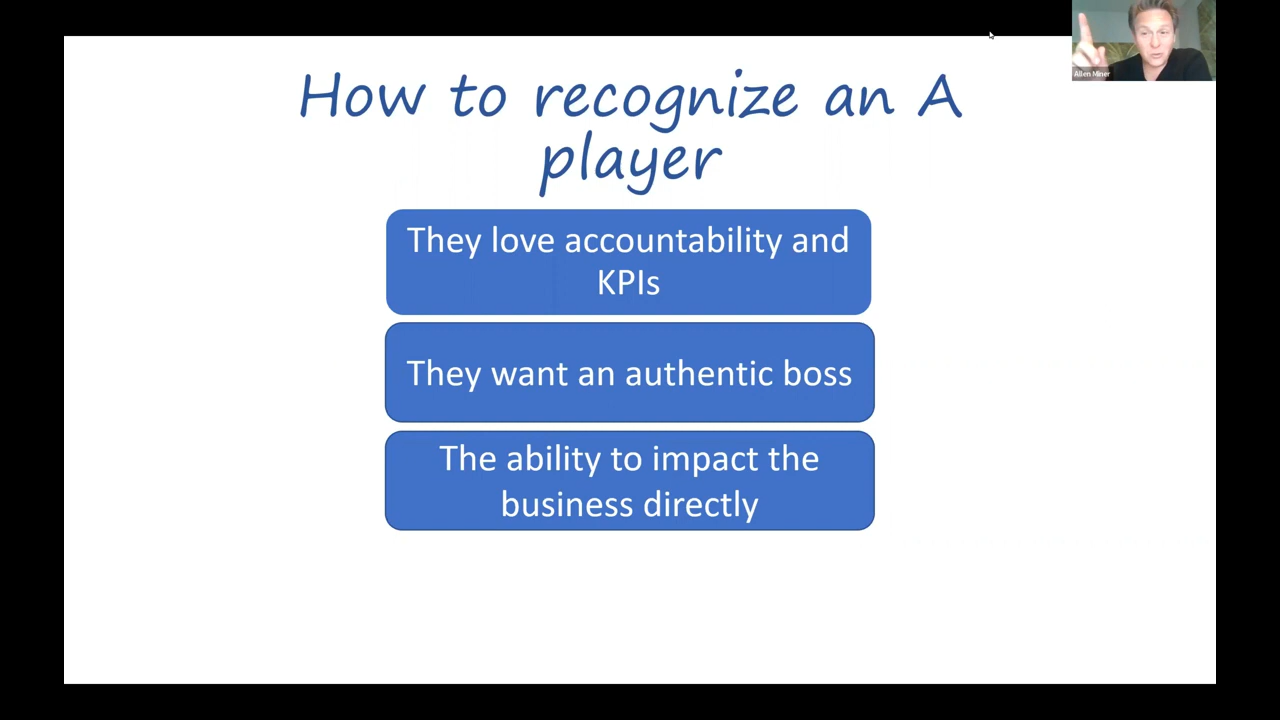 How to recognize an A
player
They love accountability and
KPIs
They want an authentic boss
The ability to impact the
business directly
Allen Miner